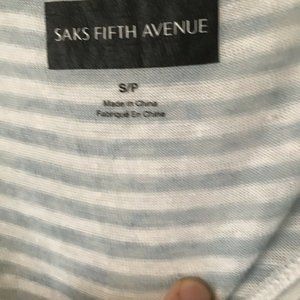 SAKS FIFTH AVENUE
S/P
Made in China
Fabriqué En Chine